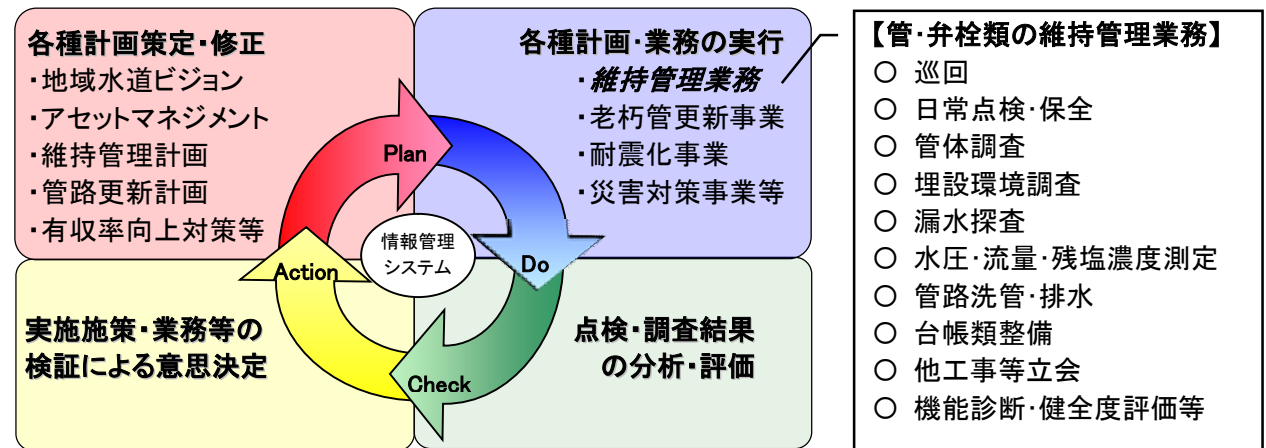 各種計画策定・修正
・地域水道ビジョン
・アセットマネジメント
・維持管理計画
・管路更新計画
・有収率向上対策等
各種計画・業務の実行
・維持管理業務
・老朽管更新事業
・耐震化事業
・災害対策事業等
Plan
Do
Check
Action
情報管理
システム
実施施策・業務等の
検証による意思決定
点検・調査結果
の分析・評価
【管・弁栓類の維持管理業務】
○ 巡回
○ 日常点検・保全
○ 管体調査
○ 埋設環境調査
○ 漏水探査
○ 水圧・流量・残塩濃度測定
○ 管路洗管・排水
○ 台帳類整備
○ 他工事等立会
○ 機能診断・健全度評価等